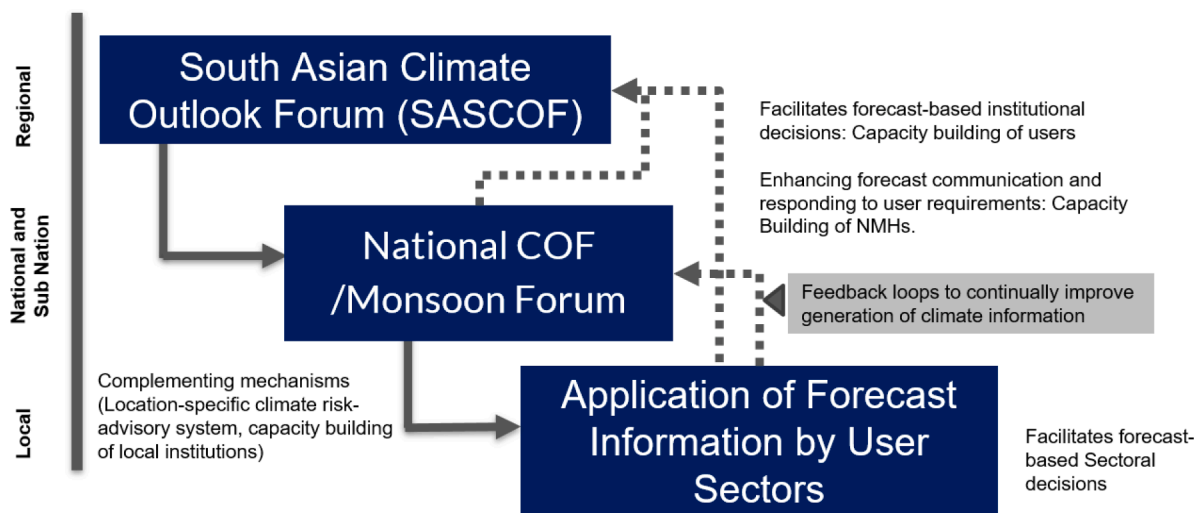 Regional
South Asian Climate
Outlook Forum (SASCOF)
Facilitates forecast-based institutional
decisions: Capacity building of users
Enhancing forecast communication and
responding to user requirements: Capacity
Building of NMHs.
National and
Sub Nation
National COF
/Monsoon Forum
Feedback loops to continually improve
generation of climate information
Local
Complementing mechanisms
(Location-specific climate risk-
advisory system, capacity building
of local institutions)
Application of Forecast
Information by User
Sectors
Facilitates forecast-
based Sectoral
decisions